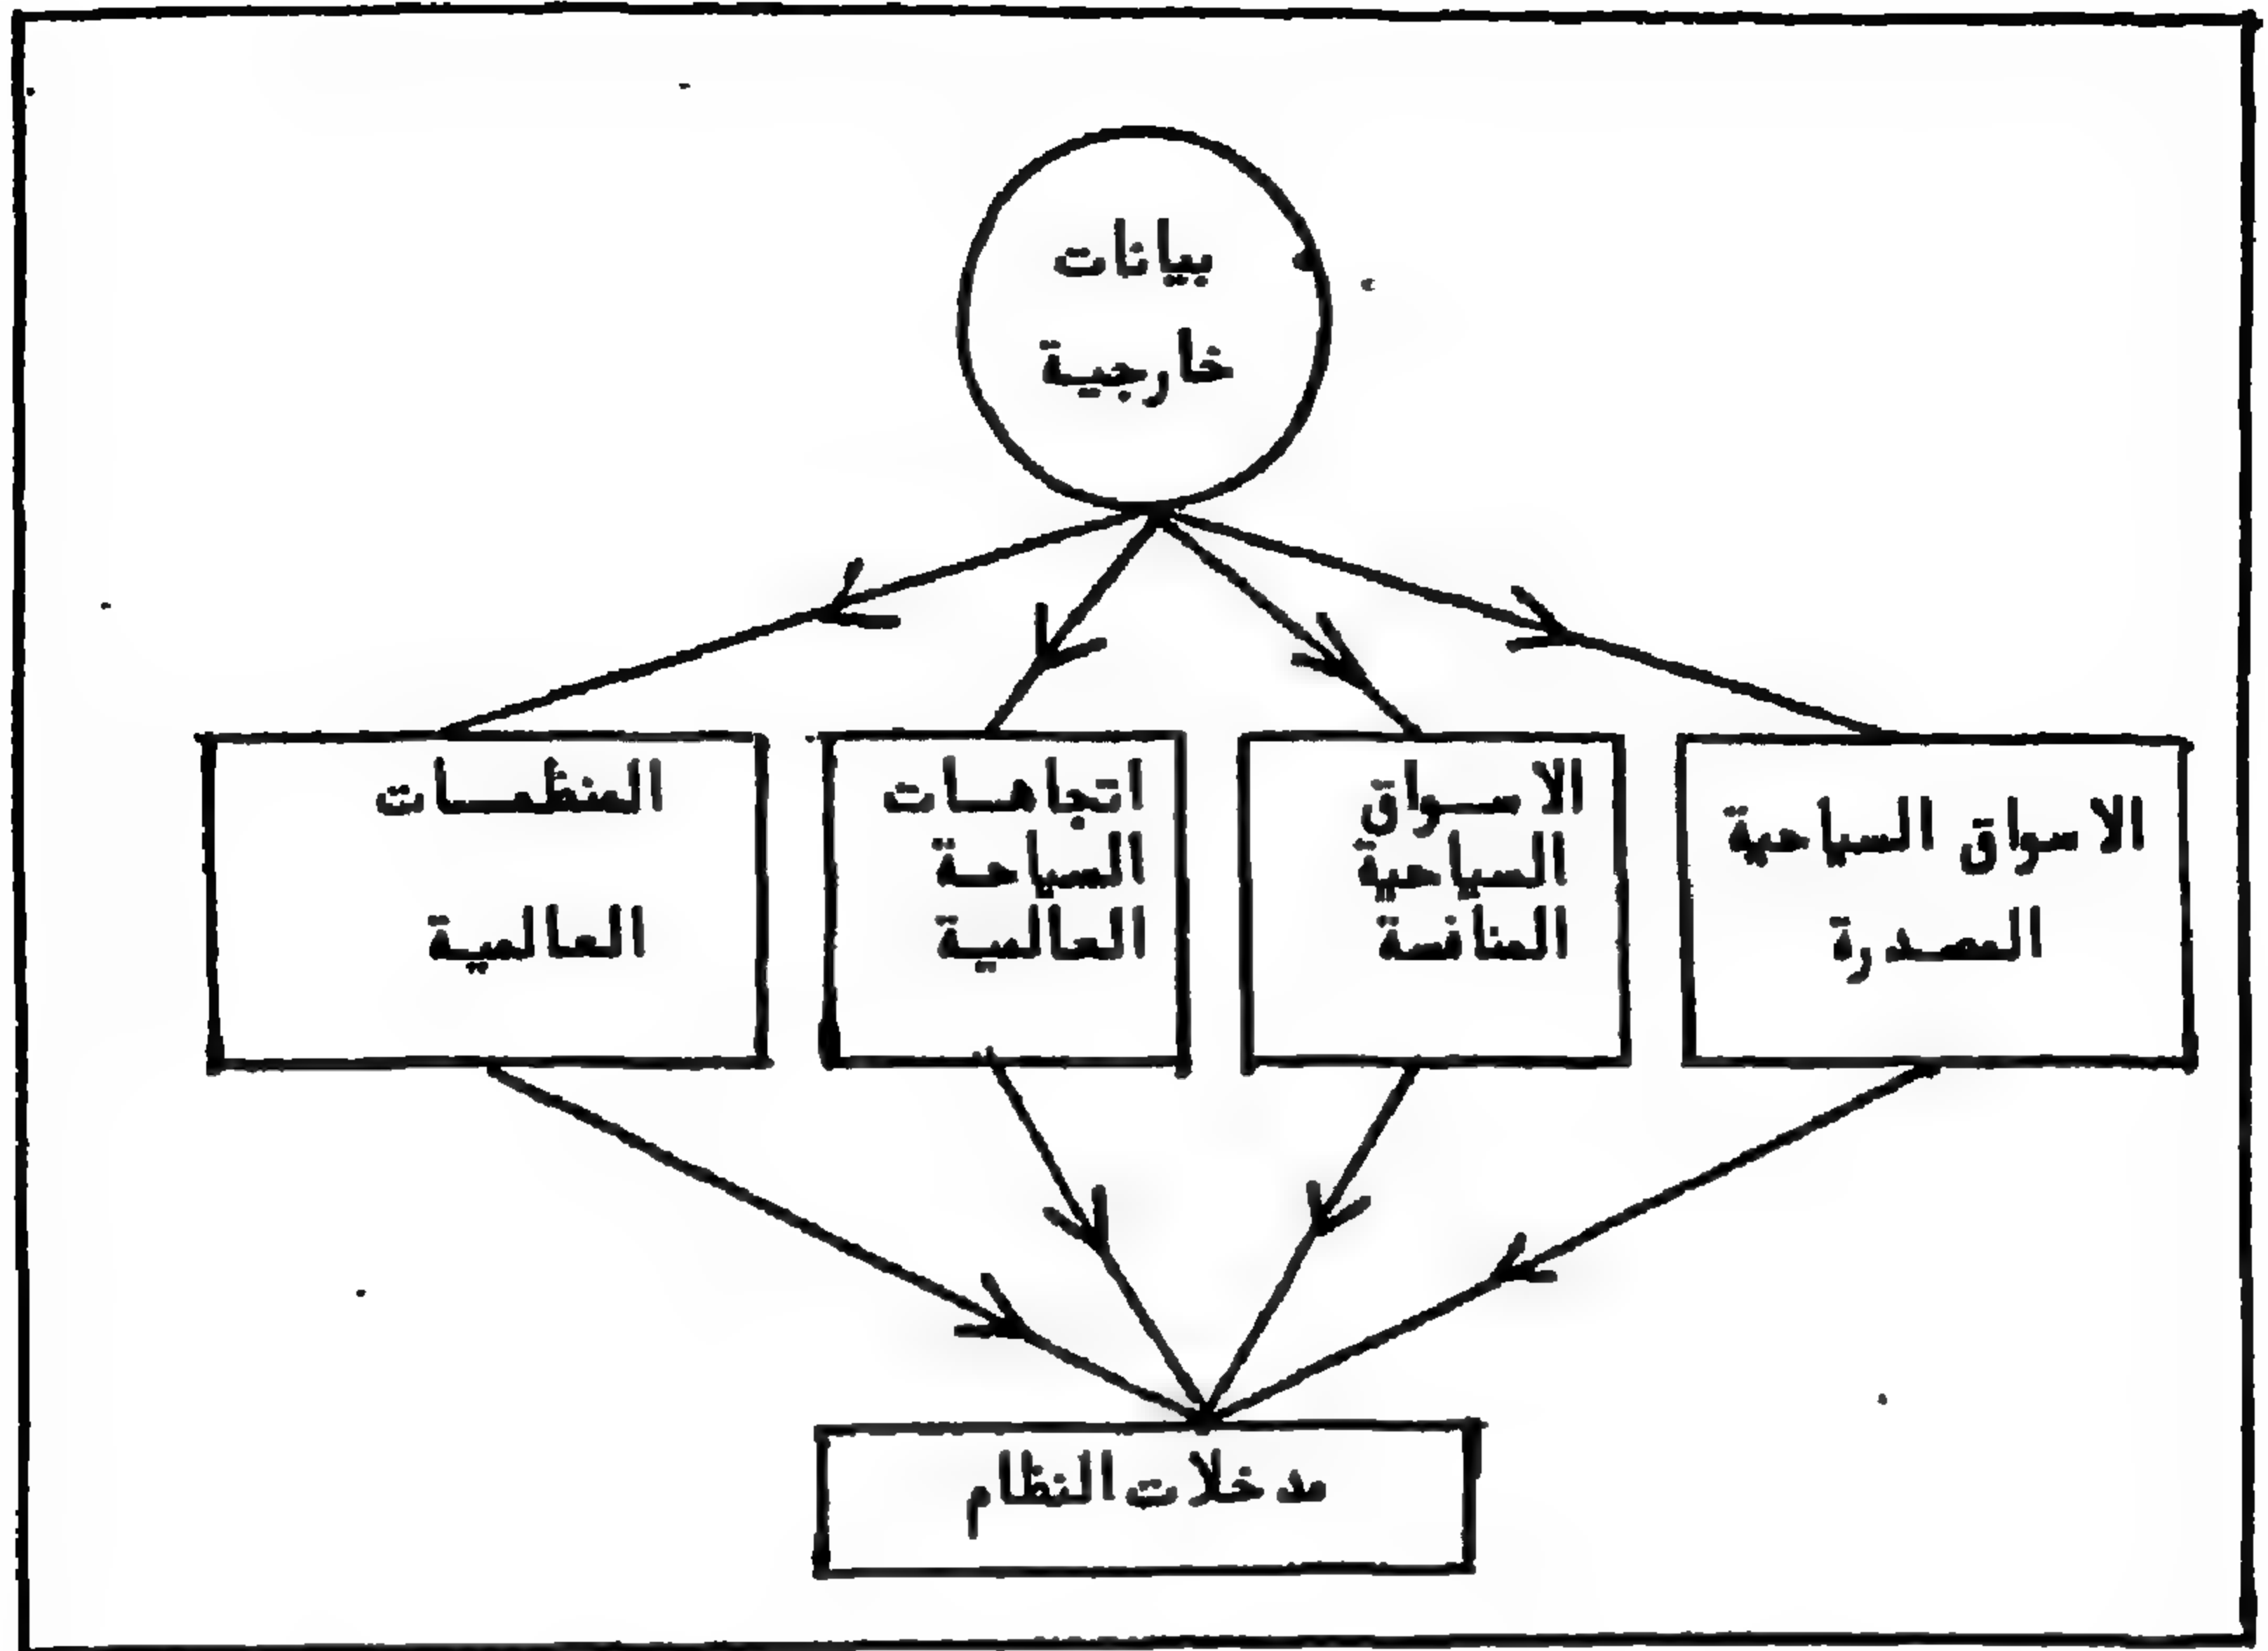 بيانات
خارجية
الاسواق السياحية
المصدرة
الاسواق
السياحية
المنافسة
اتجاهات
السياحة
العالمية
المنظمات
العالمية
مدخلات النظام